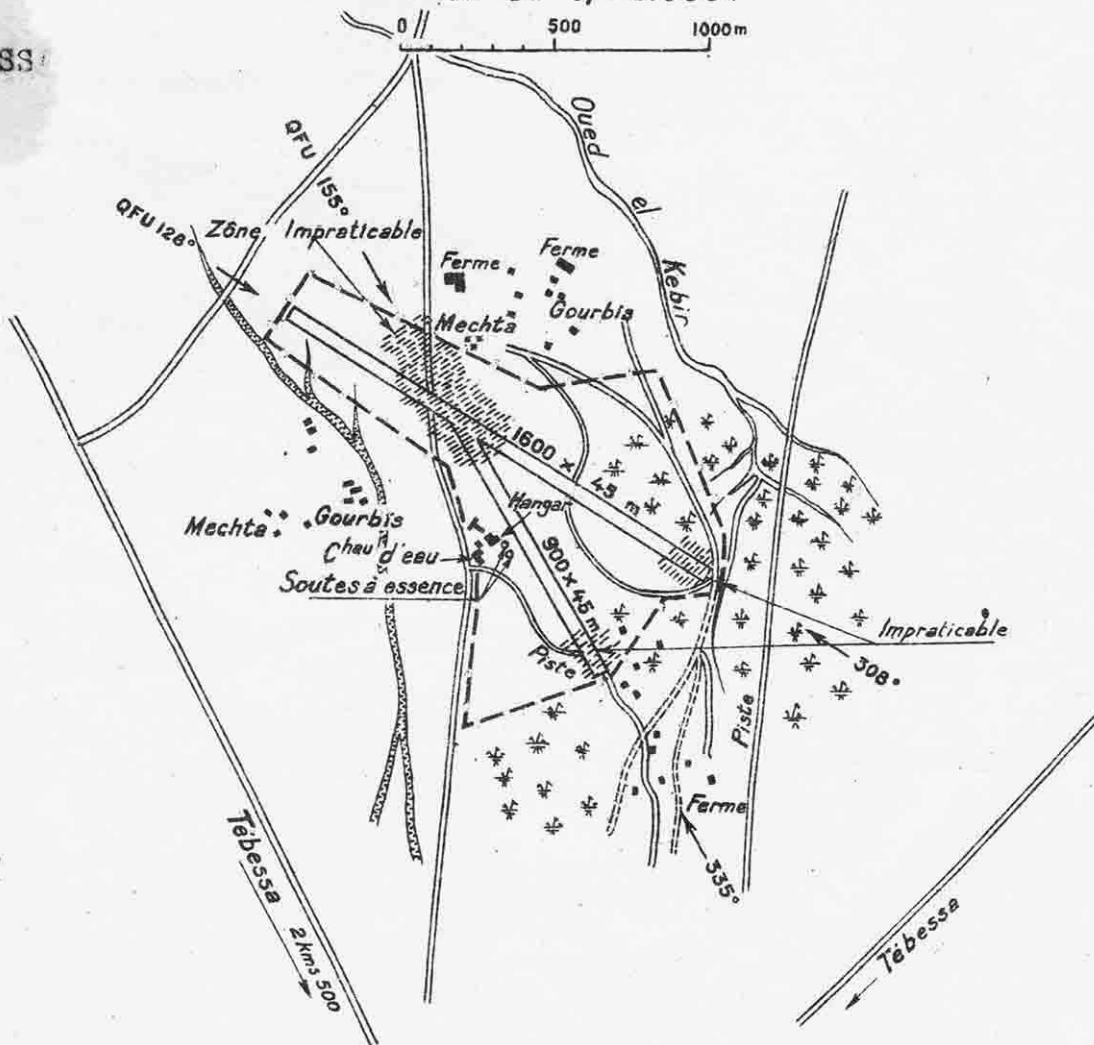 SS
0 500 1000 m
Oued el Kebir
QFU 155°
QFU 128°
Zône Impraticable
Ferme
Ferme
Gourbis
Mechta
1600 × 45 m
Hangar
Mechta
Gourbis
Chau d'eau
Soutes à essence
900 × 45 m
Piste
Impraticable
308°
Piste
Ferme
335°
Tébessa
2 kms 500
Tébessa